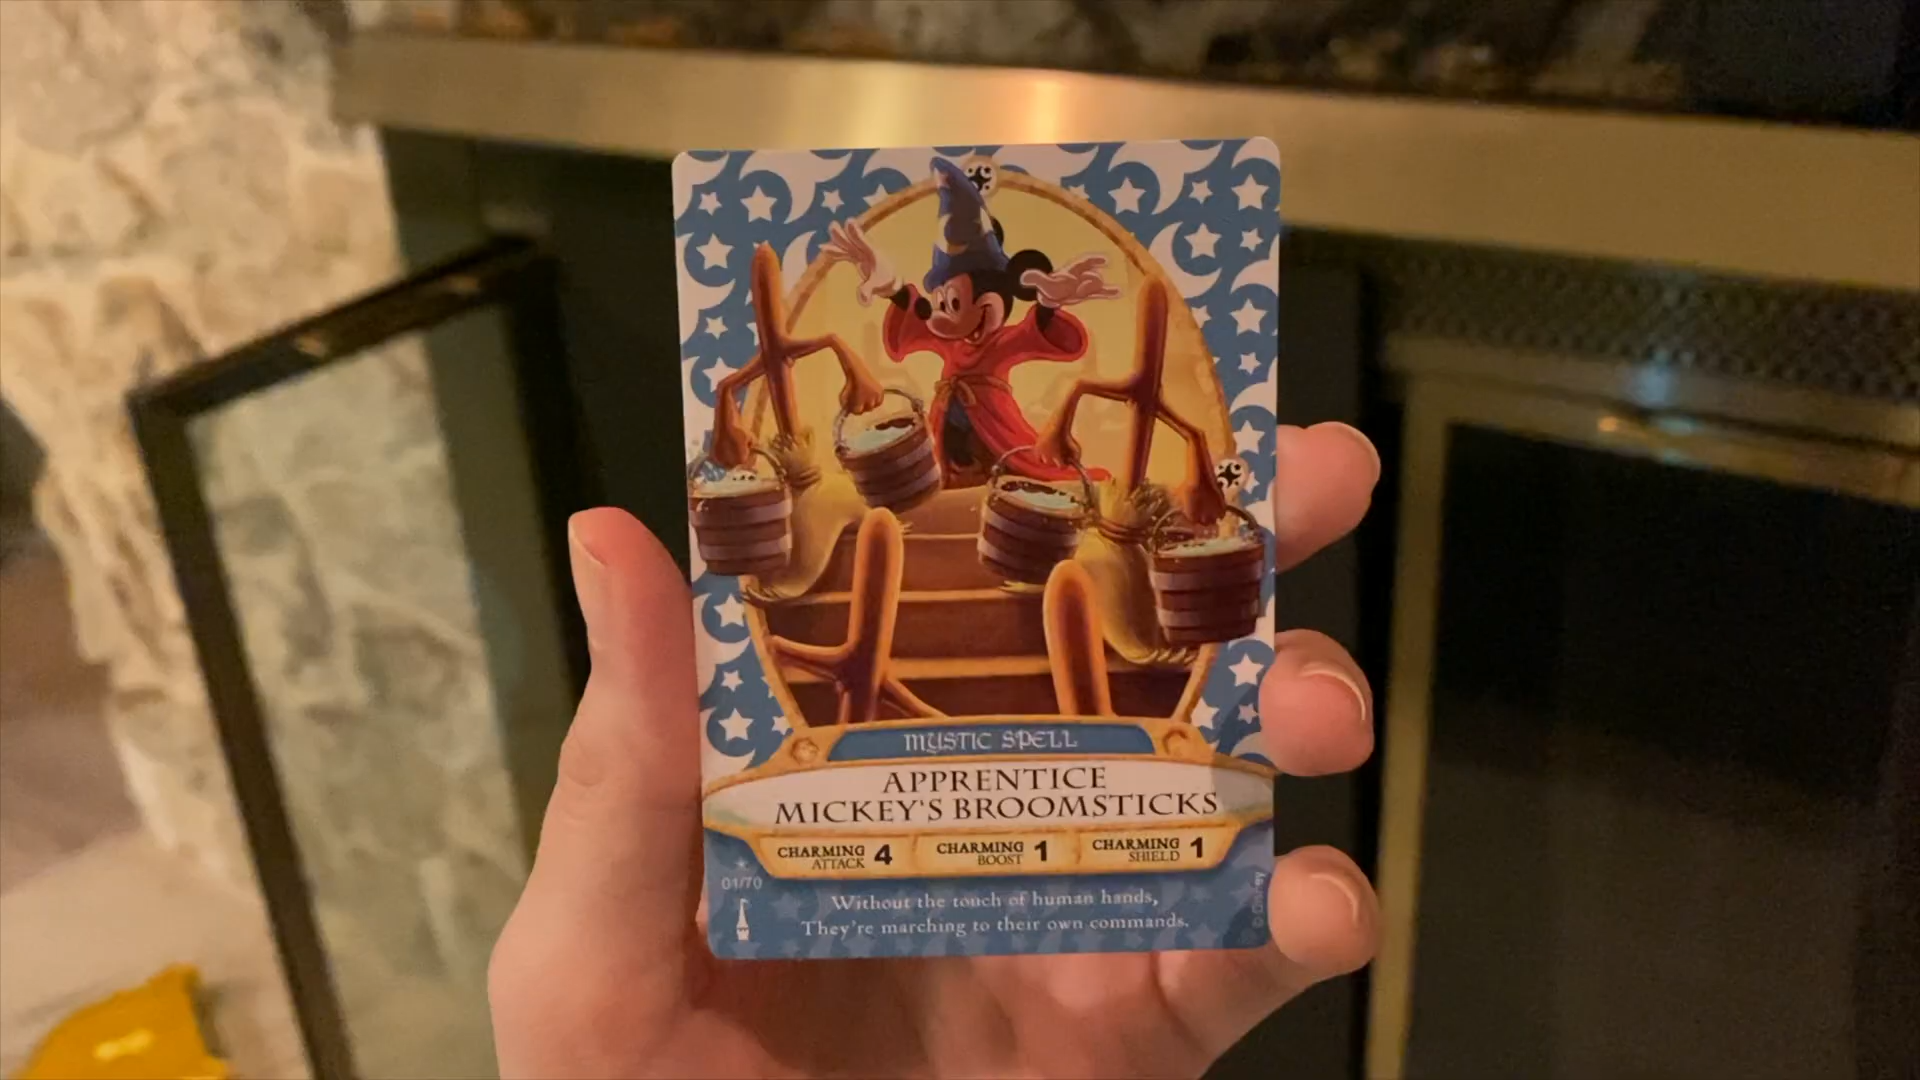 MYSTIC SPELL
APPRENTICE
MICKEY'S BROOMSTICKS
CHARMING ATTACK 4
CHARMING BOOST 1
CHARMING SHIELD 1
01/70
Without the touch of human hands,
They're marching to their own commands.
© Disney